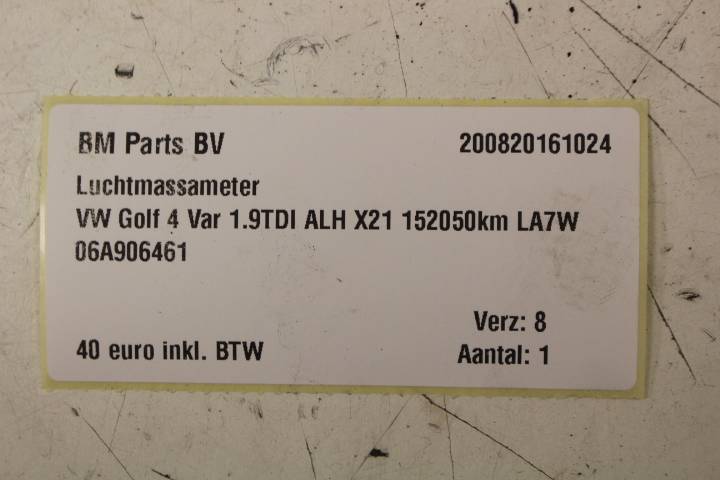 BM Parts BV 200820161024
Luchtmassameter
VW Golf 4 Var 1.9TDI ALH X21 152050km LA7W
06A906461
Verz: 8
40 euro inkl. BTW Aantal: 1